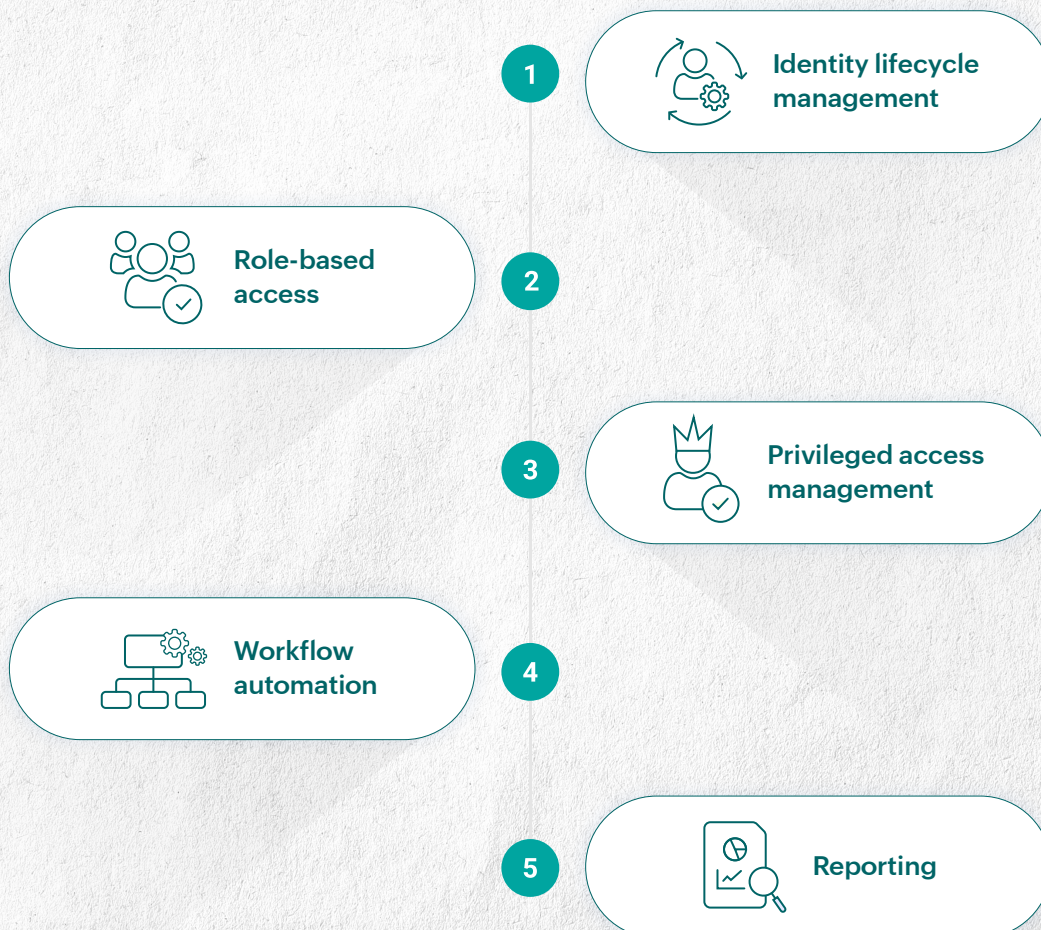 1
Identity lifecycle
management
Role-based
access
2
3
Privileged access
management
Workflow
automation
4
5
Reporting